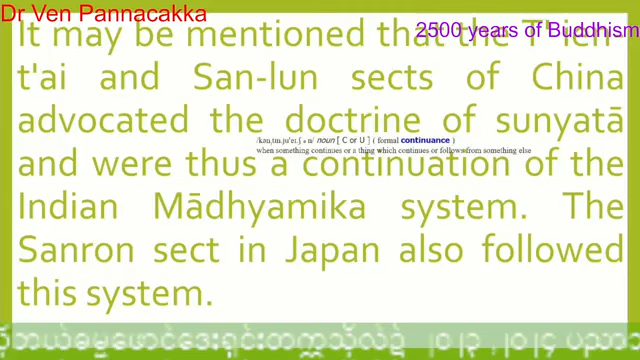 Dr Ven Pannacakka
2500 years of Buddhism
It may be mentioned that the T'ien-
t'ai and San-lun sects of China
advocated the doctrine of sunyatā
noun [ C or U ] ( formal continuance )
when something continues or a thing which continues or followsfrom something else
and were thus a continuation of the
Indian Mādhyamika system. The
Sanron sect in Japan also followed
this system.